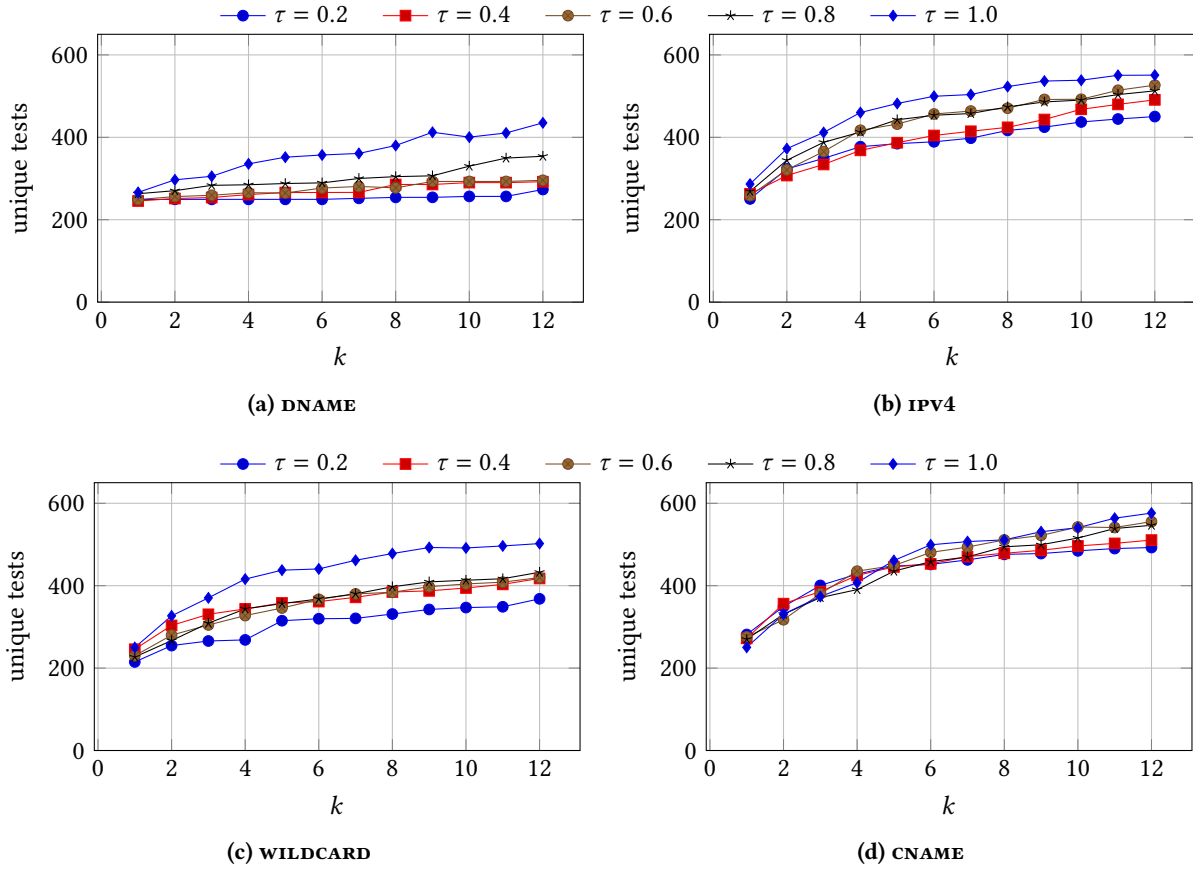 τ = 0.2 τ = 0.4 τ = 0.6 τ = 0.8 τ = 1.0
600
400
200
0
unique tests
0 2 4 6 8 10 12
k
(a) DNAME
600
400
200
0
unique tests
0 2 4 6 8 10 12
k
(b) IPV4
τ = 0.2 τ = 0.4 τ = 0.6 τ = 0.8 τ = 1.0
600
400
200
0
unique tests
0 2 4 6 8 10 12
k
(c) WILDCARD
600
400
200
0
unique tests
0 2 4 6 8 10 12
k
(d) CNAME